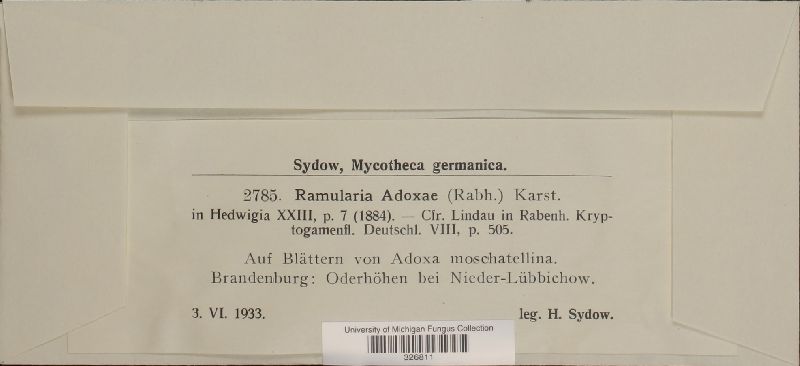 Sydow, Mycotheca germanica.
2785. Ramularia Adoxae (Rabh.) Karst.
in Hedwigia XXIII, p. 7 (1884). — Cfr. Lindau in Rabenh. Kryp-
togamenfl. Deutschl. VIII, p. 505.
Auf Blättern von Adoxa moschatellina.
Brandenburg: Oderhöhen bei Nieder-Lübbichow.
3. VI. 1933. leg. H. Sydow.
University of Michigan Fungus Collection
326811